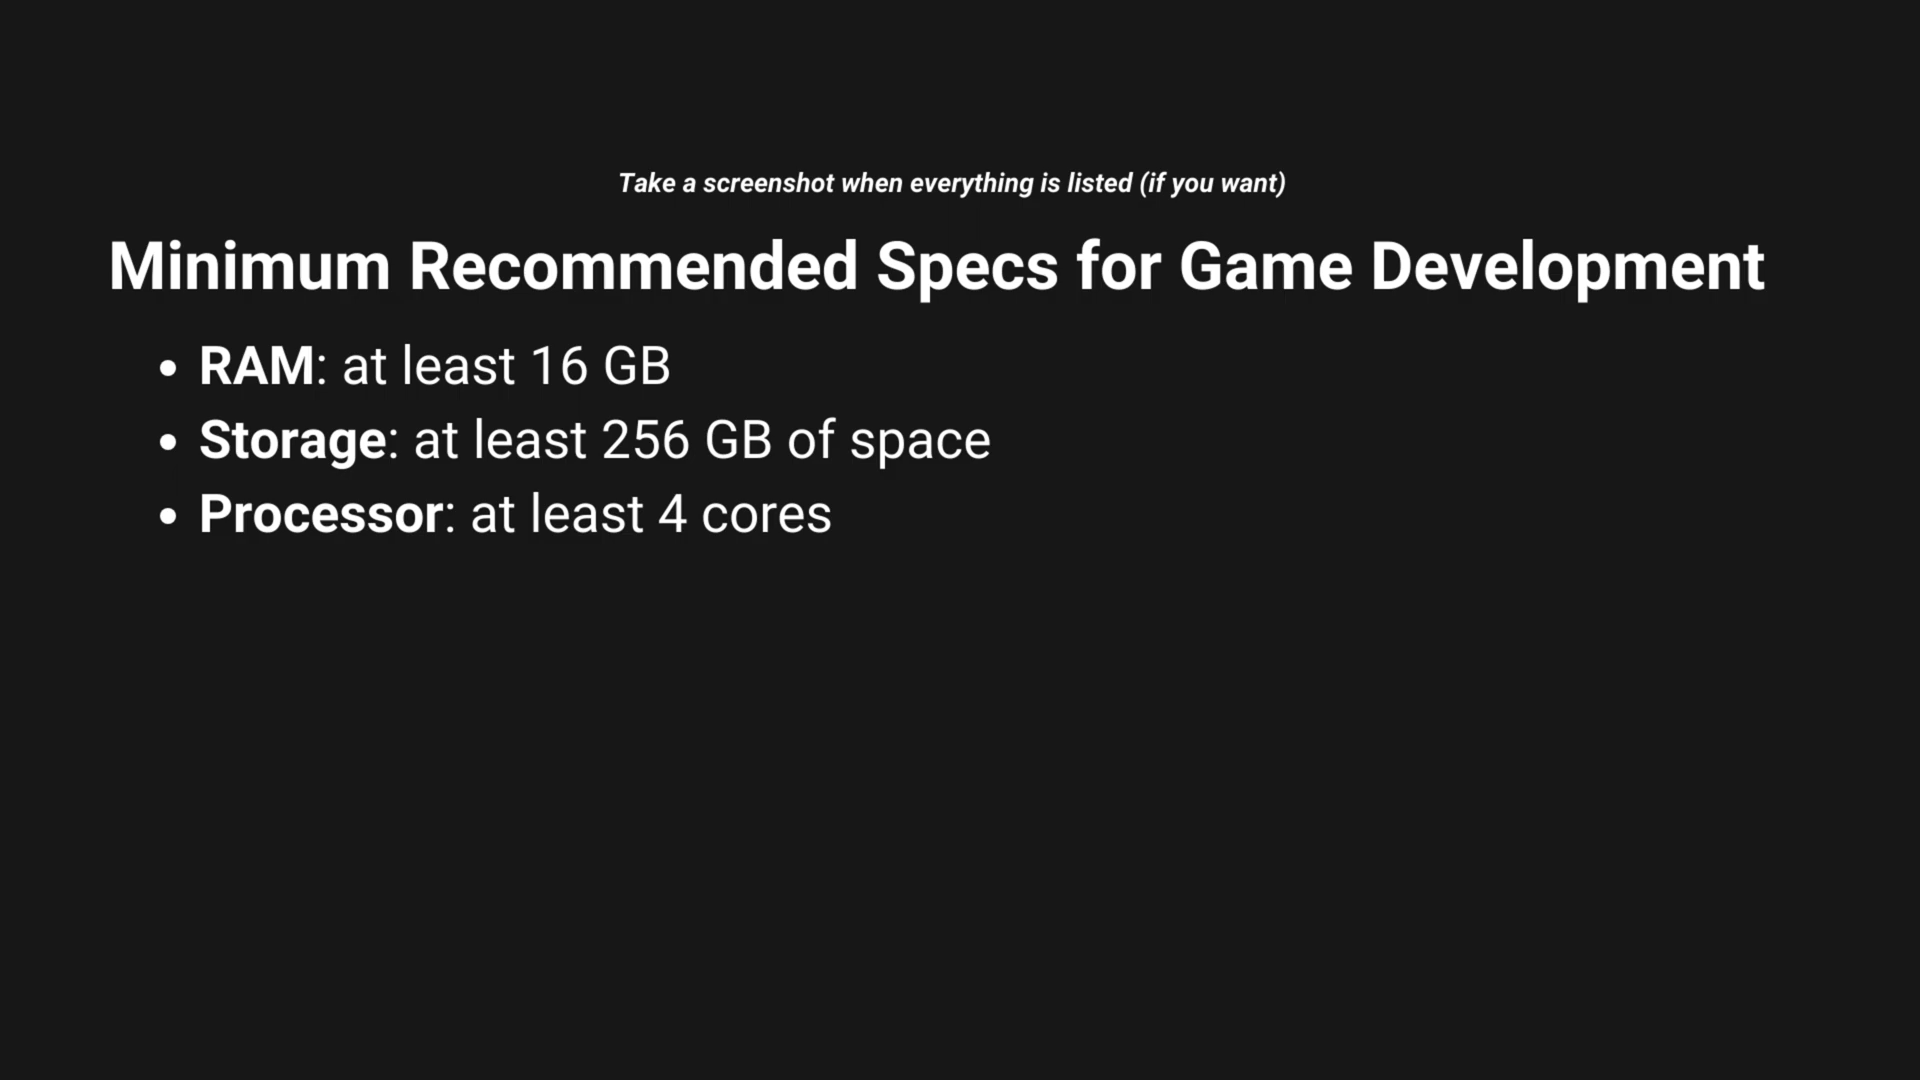 Take a screenshot when everything is listed (if you want)
Minimum Recommended Specs for Game Development
• RAM: at least 16 GB
• Storage: at least 256 GB of space
• Processor: at least 4 cores